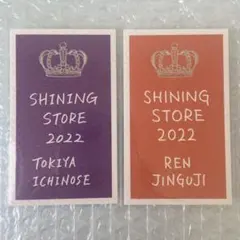 SHINING
STORE
2022
TOKIYA
ICHINOSE
SHINING
STORE
2022
REN
JINGUJI